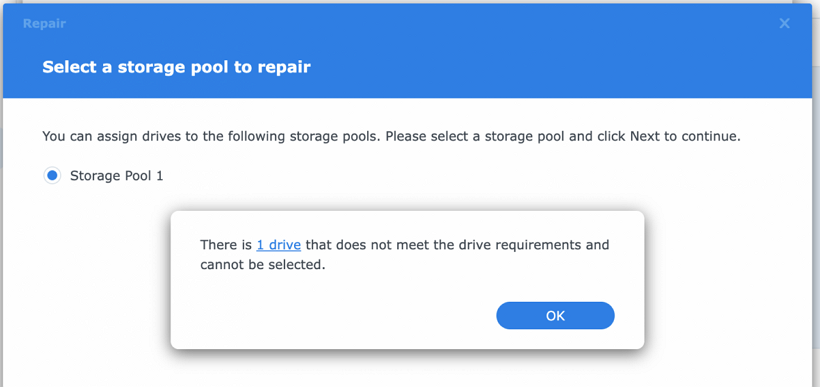 Repair
Select a storage pool to repair
You can assign drives to the following storage pools. Please select a storage pool and click Next to continue.
Storage Pool 1
There is 1 drive that does not meet the drive requirements and
cannot be selected.
OK